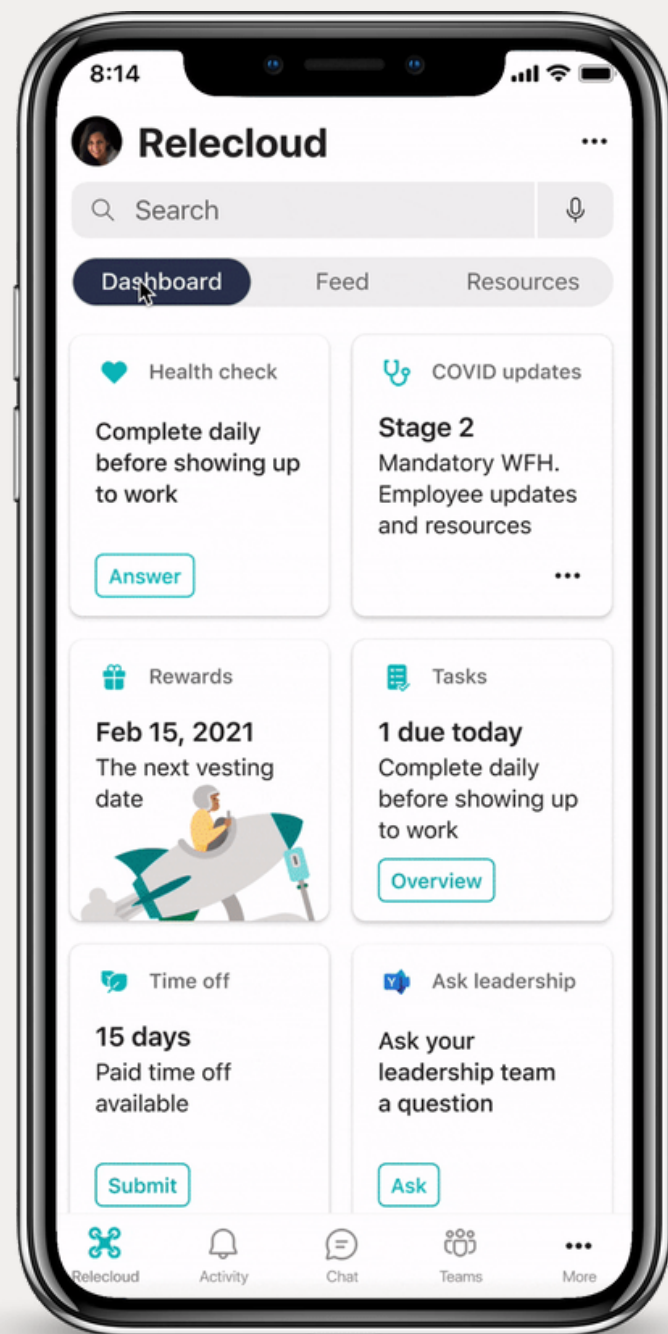 8:14
Relecloud
Search
Dashboard
Feed
Resources
Health check
Complete daily
before showing up
to work
Answer
COVID updates
Stage 2
Mandatory WFH.
Employee updates
and resources
Rewards
Feb 15, 2021
The next vesting
date
Tasks
1 due today
Complete daily
before showing up
to work
Overview
Time off
15 days
Paid time off
available
Submit
Y
Ask leadership
Ask your
leadership team
a question
Ask
Relecloud
Activity
Chat
Teams
More